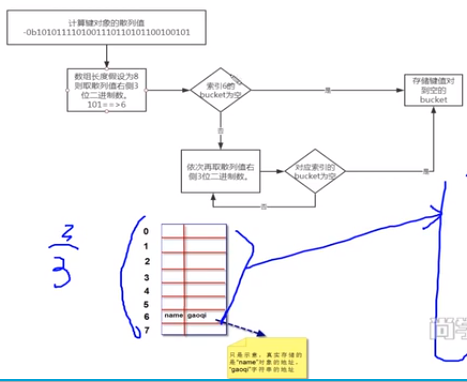 计算键对象的散列值
-0b1010111101001110110101100100101
数组长度假设为8
则取散列值右侧3
位二进制数。
101==>6
索引6的
bucket为空
是
存储键值对
到空的
bucket
否
依次再取散列值右
侧3位二进制数。
对应索引的
bucket为空
是
否
2
3
0
1
2
3
4
5
6 name gaoqi
7
只是示意，真实存储的
是"name"对象的地址，
"gaoqi"字符串的地址
尚学